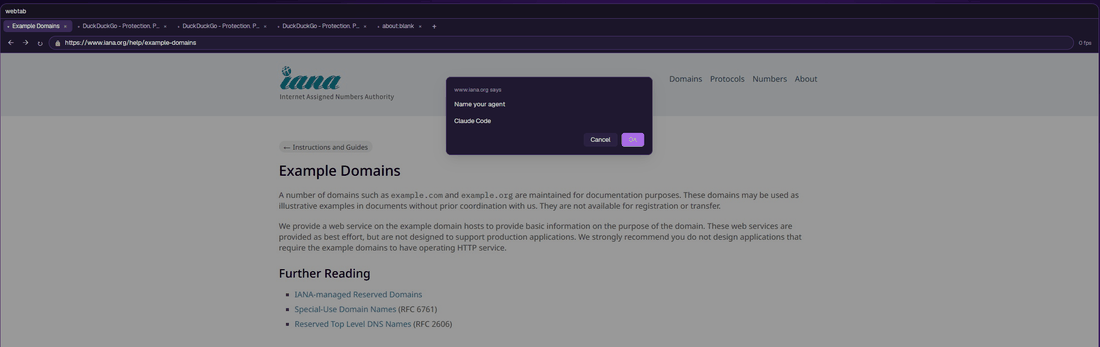 webtab
Example Domains × DuckDuckGo - Protection. P... × DuckDuckGo - Protection. P... × DuckDuckGo - Protection. P... × about:blank × +
https://www.iana.org/help/example-domains 0 fps
iana
Internet Assigned Numbers Authority
Domains Protocols Numbers About
www.iana.org says
Name your agent
Claude Code
Cancel OK
← Instructions and Guides
Example Domains
A number of domains such as example.com and example.org are maintained for documentation purposes. These domains may be used as
illustrative examples in documents without prior coordination with us. They are not available for registration or transfer.
We provide a web service on the example domain hosts to provide basic information on the purpose of the domain. These web services are
provided as best effort, but are not designed to support production applications. We strongly recommend you do not design applications that
require the example domains to have operating HTTP service.
Further Reading
IANA-managed Reserved Domains
Special-Use Domain Names (RFC 6761)
Reserved Top Level DNS Names (RFC 2606)